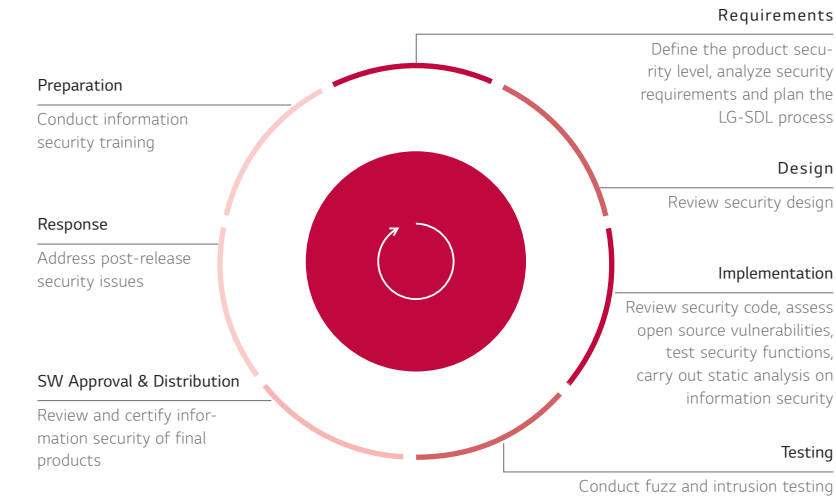 Requirements
Define the product secu-
rity level, analyze security
requirements and plan the
LG-SDL process
Design
Review security design
Implementation
Review security code, assess
open source vulnerabilities,
test security functions,
carry out static analysis on
information security
Testing
Conduct fuzz and intrusion testing
SW Approval & Distribution
Review and certify infor-
mation security of final
products
Response
Address post-release
security issues
Preparation
Conduct information
security training